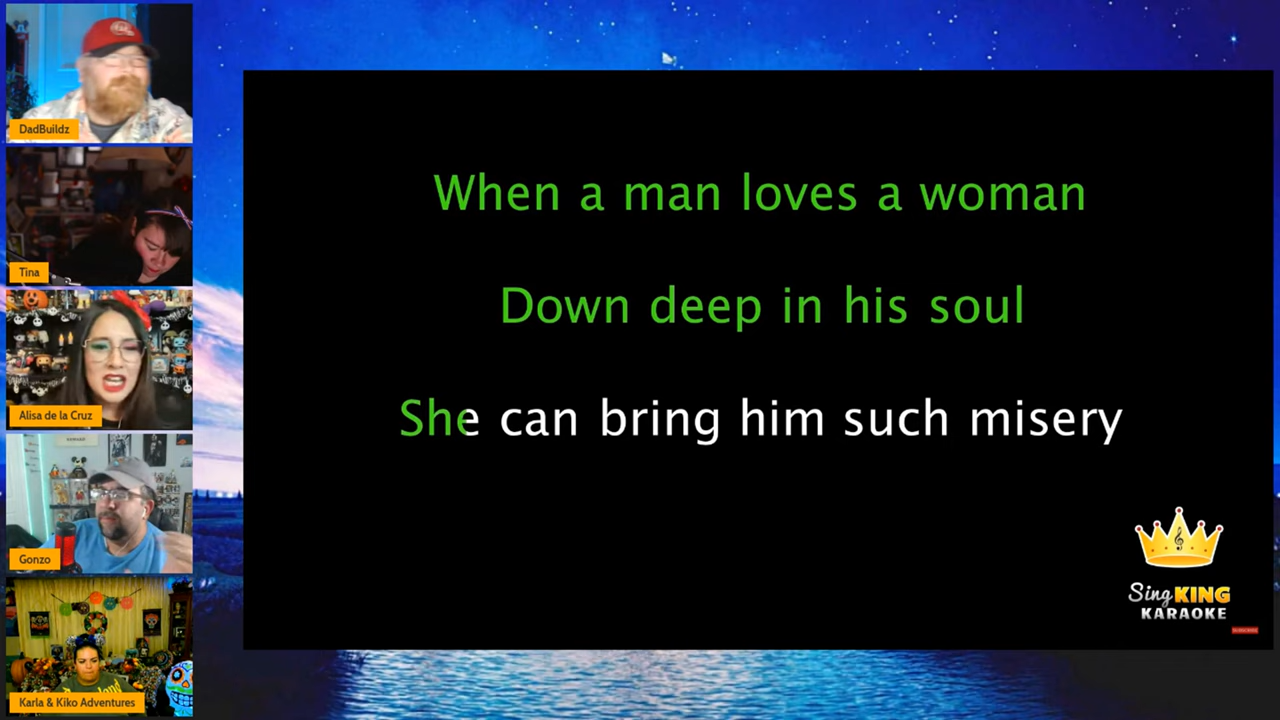 DadBuildz
Tina
Alisa de la Cruz
Gonzo
Karla & Kiko Adventures
When a man loves a woman
Down deep in his soul
She can bring him such misery
Sing KING
KARAOKE